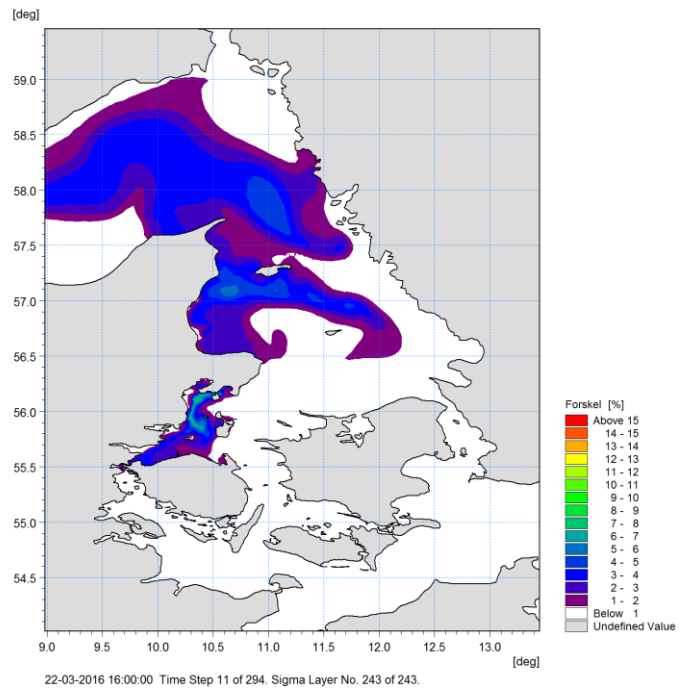 [deg]
59.0
58.5
58.0
57.5
57.0
56.5
56.0
55.5
55.0
54.5
9.0 9.5 10.0 10.5 11.0 11.5 12.0 12.5 13.0
[deg]
Forskel [%]
Above 15
14 - 15
13 - 14
12 - 13
11 - 12
10 - 11
9 - 10
8 - 9
7 - 8
6 - 7
5 - 6
4 - 5
3 - 4
2 - 3
1 - 2
Below 1
Undefined Value
22-03-2016 16:00:00 Time Step 11 of 294. Sigma Layer No. 243 of 243.